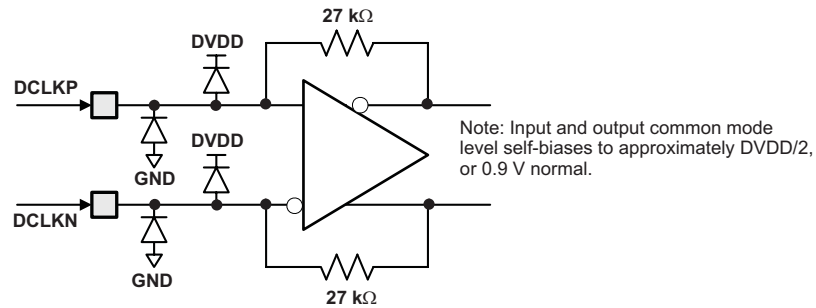 27 kΩ
DVDD
DCLKP
DVDD
GND
Note: Input and output common mode
level self-biases to approximately DVDD/2,
or 0.9 V normal.
DCLKN
GND
27 kΩ